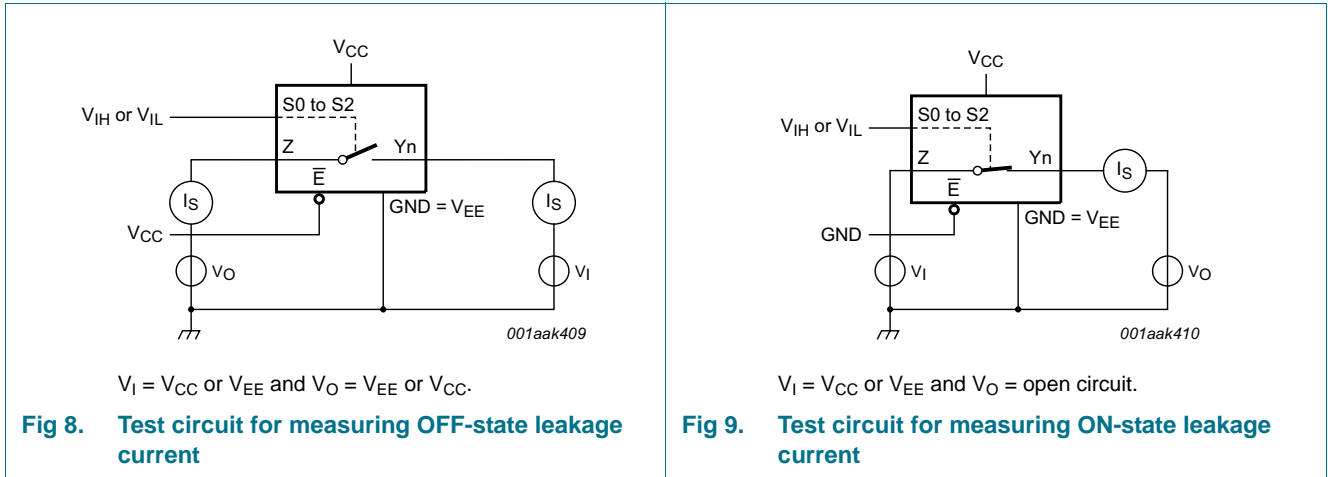 VCC
VIH or VIL
S0 to S2
Z
Yn
E̅
IS
IS
GND = VEE
VCC
VO
VI
001aak409
VI = VCC or VEE and VO = VEE or VCC.
Fig 8. Test circuit for measuring OFF-state leakage
current
VCC
VIH or VIL
S0 to S2
Z
Yn
E̅
IS
GND = VEE
GND
VI
VO
001aak410
VI = VCC or VEE and VO = open circuit.
Fig 9. Test circuit for measuring ON-state leakage
current